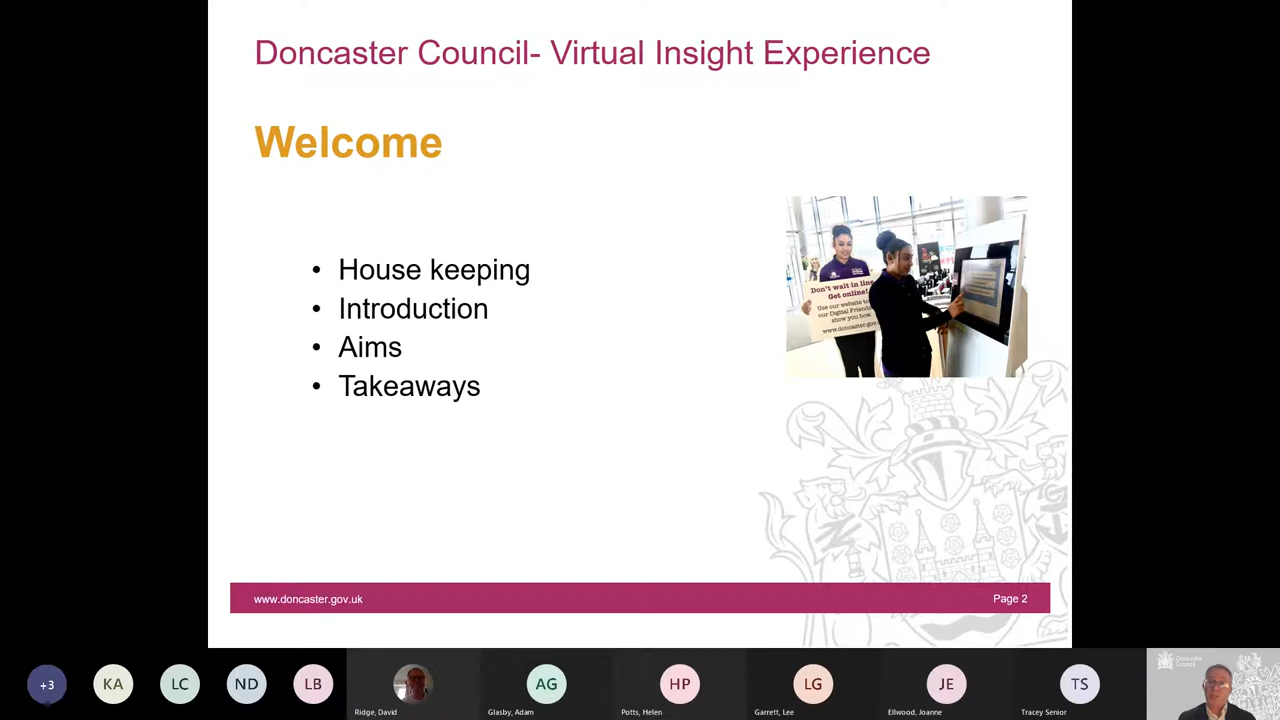 Doncaster Council- Virtual Insight Experience
Welcome
• House keeping
• Introduction
• Aims
• Takeaways
Don't wait in line
Get online!
Use our website to
our Digital Friend
show you how.
www.doncaster.gov
www.doncaster.gov.uk
Page 2
Doncaster
Council
+3
KA
LC
ND
LB
AG
HP
LG
JE
TS
Ridge, David
Glasby, Adam
Potts, Helen
Garrett, Lee
Ellwood, Joanne
Tracey Senior